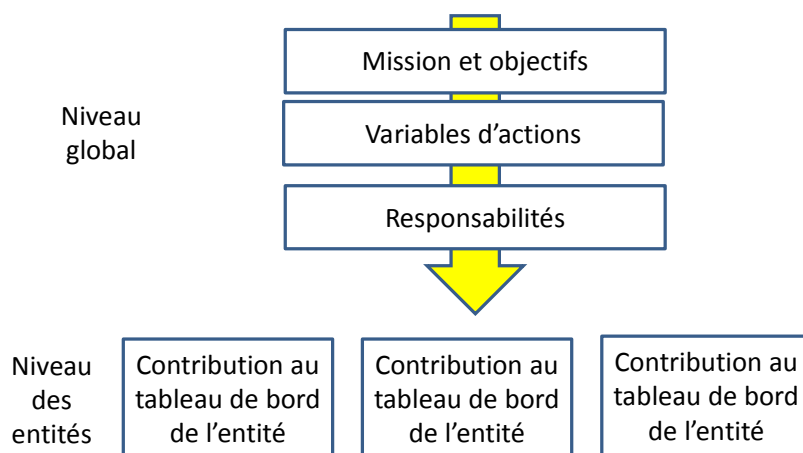 Mission et objectifs
Niveau
global
Variables d’actions
Responsabilités
Niveau
des
entités
Contribution au
tableau de bord
de l’entité
Contribution au
tableau de bord
de l’entité
Contribution au
tableau de bord
de l’entité